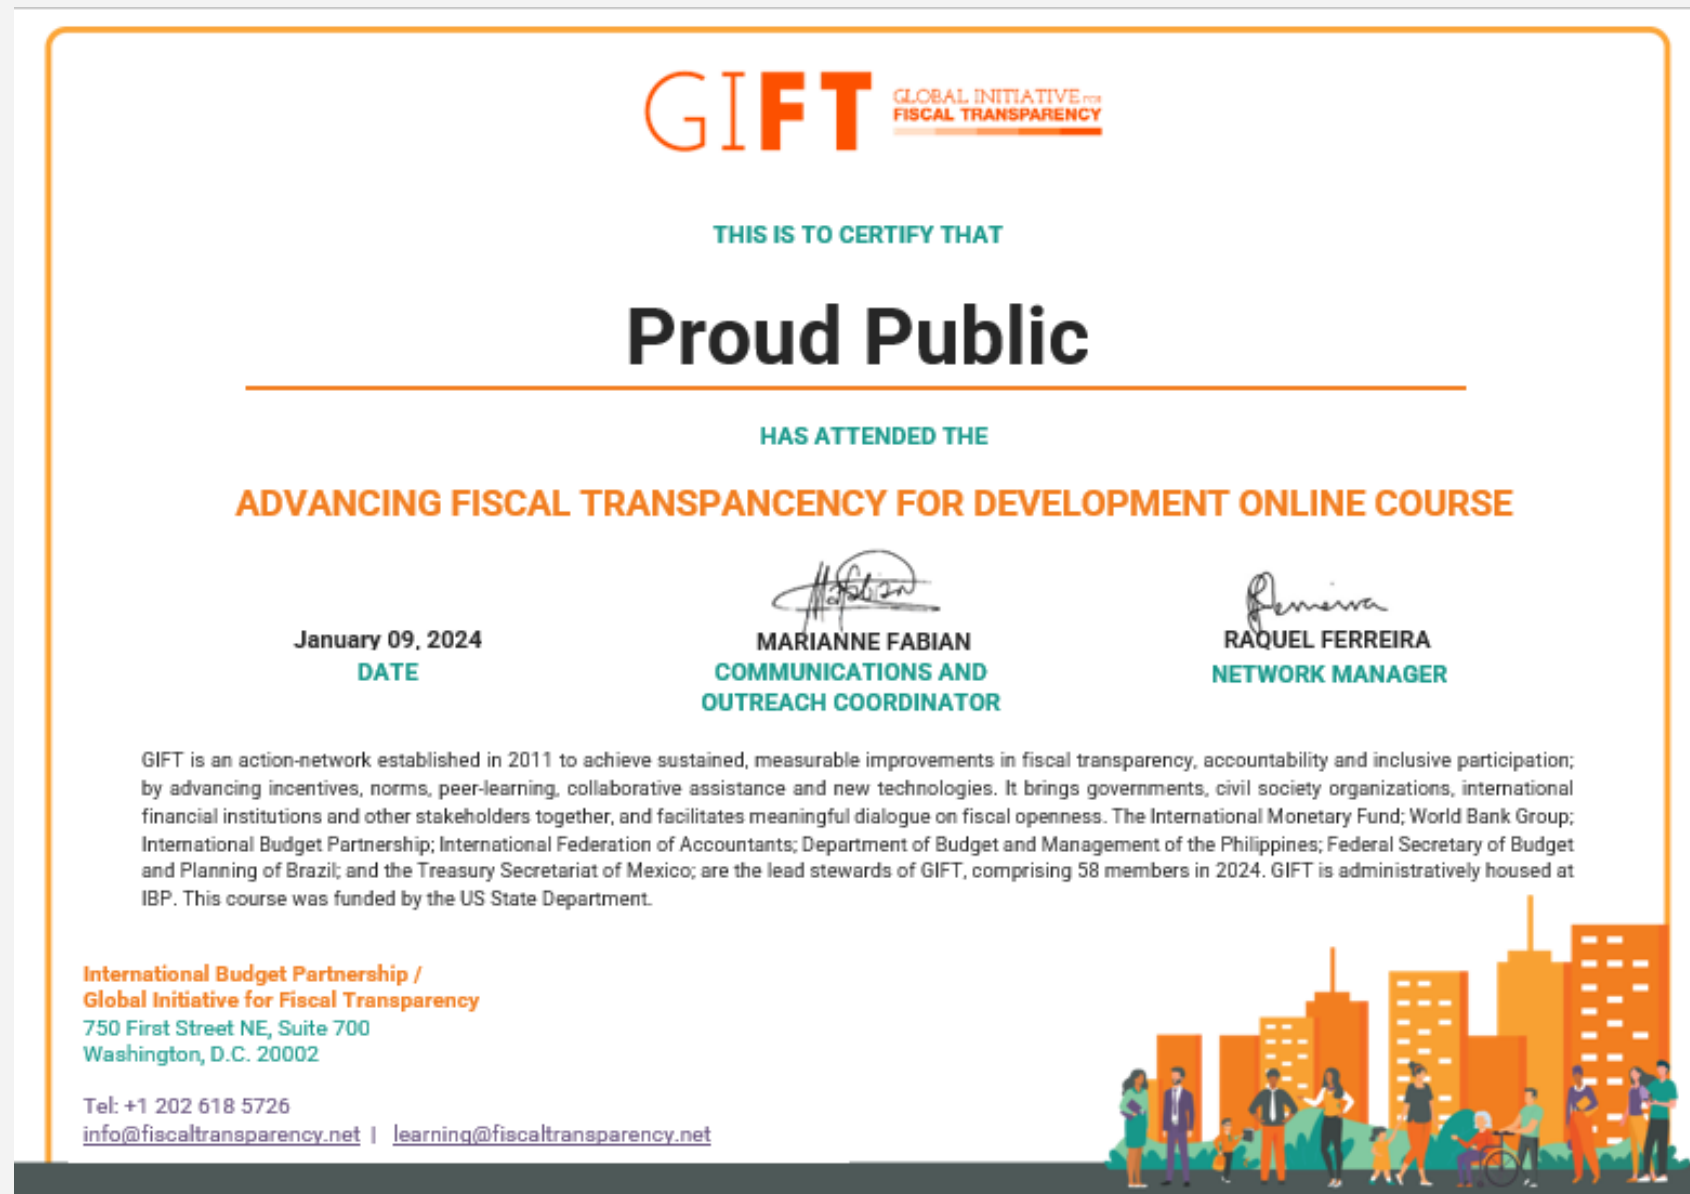 GIFT GLOBAL INITIATIVE FOR
FISCAL TRANSPARENCY
THIS IS TO CERTIFY THAT
Proud Public
HAS ATTENDED THE
ADVANCING FISCAL TRANSPANCENCY FOR DEVELOPMENT ONLINE COURSE
January 09, 2024
DATE
Mafabian
MARIANNE FABIAN
COMMUNICATIONS AND
OUTREACH COORDINATOR
RAQUEL FERREIRA
NETWORK MANAGER
GIFT is an action-network established in 2011 to achieve sustained, measurable improvements in fiscal transparency, accountability and inclusive participation;
by advancing incentives, norms, peer-learning, collaborative assistance and new technologies. It brings governments, civil society organizations, international
financial institutions and other stakeholders together, and facilitates meaningful dialogue on fiscal openness. The International Monetary Fund; World Bank Group;
International Budget Partnership; International Federation of Accountants; Department of Budget and Management of the Philippines; Federal Secretary of Budget
and Planning of Brazil; and the Treasury Secretariat of Mexico; are the lead stewards of GIFT, comprising 58 members in 2024. GIFT is administratively housed at
IBP. This course was funded by the US State Department.
International Budget Partnership /
Global Initiative for Fiscal Transparency
750 First Street NE, Suite 700
Washington, D.C. 20002
Tel: +1 202 618 5726
info@fiscaltransparency.net | learning@fiscaltransparency.net